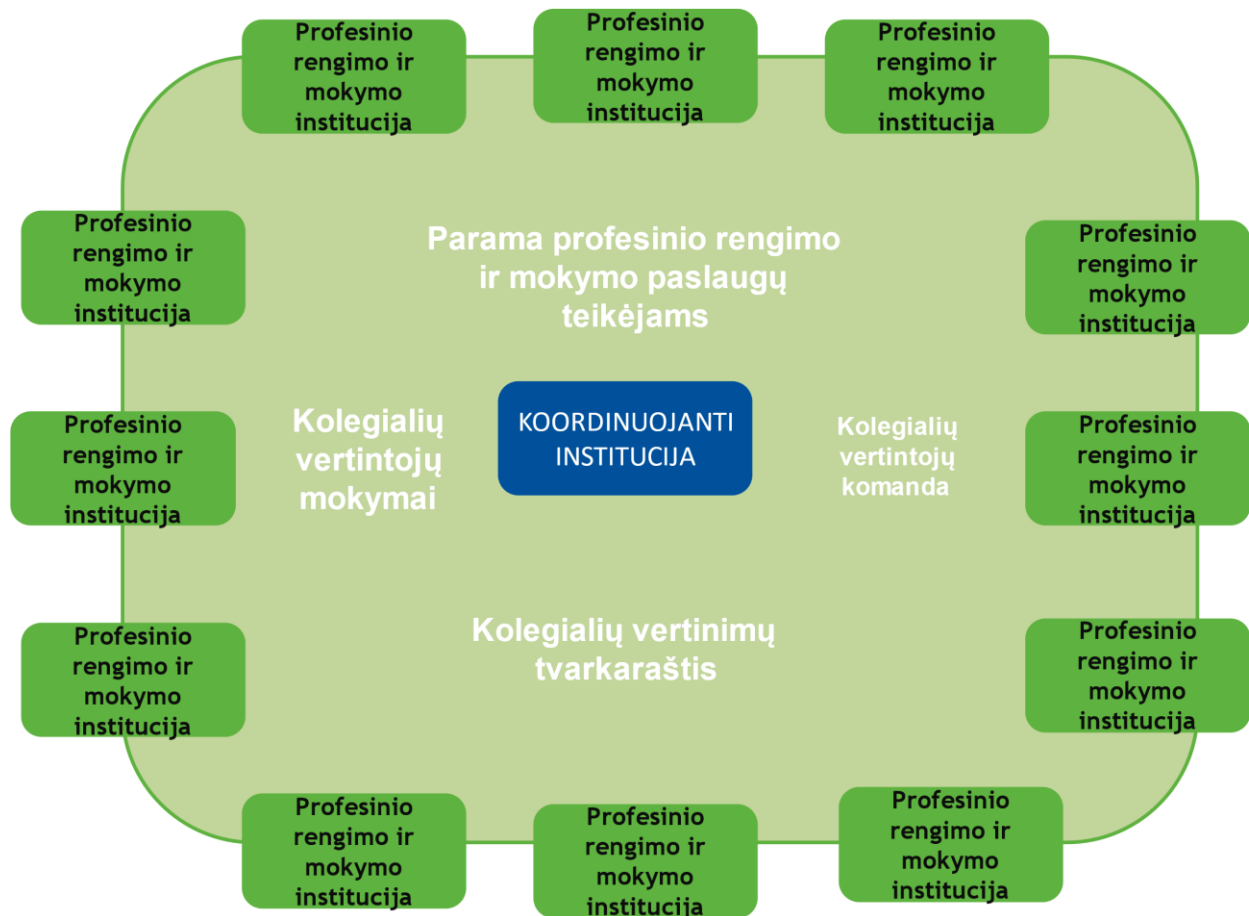 Profesinio
rengimo ir
mokymo
institucija
Profesinio
rengimo ir
mokymo
institucija
Profesinio
rengimo ir
mokymo
institucija
Profesinio
rengimo ir
mokymo
institucija
Parama profesinio rengimo
ir mokymo paslaugų
teikėjams
Profesinio
rengimo ir
mokymo
institucija
Profesinio
rengimo ir
mokymo
institucija
Kolegialių
vertintojų
mokymai
KOORDINUOJANTI
INSTITUCIJA
Kolegialių
vertintojų
komanda
Profesinio
rengimo ir
mokymo
institucija
Profesinio
rengimo ir
mokymo
institucija
Kolegialių vertinimų
tvarkaraštis
Profesinio
rengimo ir
mokymo
institucija
Profesinio
rengimo ir
mokymo
institucija
Profesinio
rengimo ir
mokymo
institucija
Profesinio
rengimo ir
mokymo
institucija